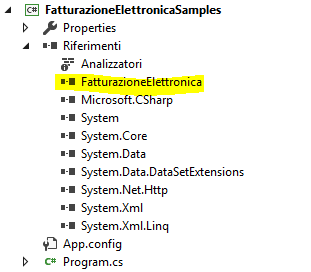 C# FatturazioneElettronicaSamples
Properties
Riferimenti
Analizzatori
FatturazioneElettronica
Microsoft.CSharp
System
System.Core
System.Data
System.Data.DataSetExtensions
System.Net.Http
System.Xml
System.Xml.Linq
App.config
C# Program.cs